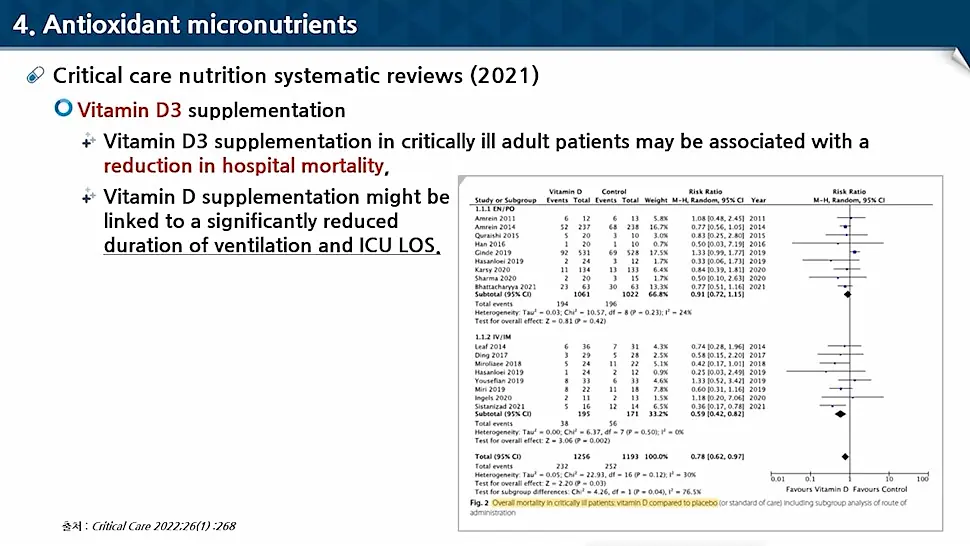 4. Antioxidant micronutrients
Critical care nutrition systematic reviews (2021)
Vitamin D3 supplementation
Vitamin D3 supplementation in critically ill adult patients may be associated with a
reduction in hospital mortality.
Vitamin D supplementation might be
linked to a significantly reduced
duration of ventilation and ICU LOS.
Vitamin D Control Risk Ratio Risk Ratio
Study or Subgroup Events Total Events Total Weight M-H, Random, 95% CI Year M-H, Random, 95% CI
1.1.1 EN/PO
Amrein 2011 6 12 6 13 5.8% 1.08 [0.48, 2.45] 2011
Amrein 2014 52 237 68 238 20.2% 0.77 [0.56, 1.05] 2014
Quraishi 2015 5 20 3 10 0.83 [0.25, 2.80] 2015
Han 2016 1 20 1 10 0.50 [0.03, 7.19] 2016
Ginde 2019 92 531 69 528 17.5% 1.33 [0.99, 1.77] 2019
Hasanloei 2019 2 24 3 12 0.33 [0.06, 1.73] 2019
Karsy 2020 11 134 13 133 6.4% 0.84 [0.39, 1.81] 2020
Sharma 2020 2 20 3 15 0.50 [0.10, 2.63] 2020
Bhattacharyya 2021 23 63 30 63 13.3% 0.77 [0.51, 1.16] 2021
Subtotal (95% CI) 1061 1022 66.8% 0.91 [0.72, 1.15]
Total events 194 196
Heterogeneity: Tau² = 0.03; Chi² = 10.57, df = 8 (P = 0.23); I² = 24%
Test for overall effect: Z = 0.81 (P = 0.42)
1.1.2 IV/IM
Leaf 2014 6 36 7 31 4.3% 0.74 [0.28, 1.96] 2014
Ding 2017 3 29 5 28 2.5% 0.58 [0.15, 2.20] 2017
Miroliaee 2018 5 24 11 22 5.2% 0.42 [0.17, 1.01] 2018
Hasanloei 2019 1 24 2 12 0.9% 0.25 [0.03, 2.49] 2019
Yousefian 2019 8 33 6 33 4.6% 1.33 [0.52, 3.42] 2019
Miri 2019 8 22 11 18 7.8% 0.60 [0.31, 1.16] 2019
Ingels 2020 2 11 2 13 1.4% 1.18 [0.20, 7.06] 2020
Sistanizad 2021 5 16 12 14 6.5% 0.36 [0.17, 0.78] 2021
Subtotal (95% CI) 195 171 33.2% 0.59 [0.42, 0.82]
Total events 38 56
Heterogeneity: Tau² = 0.00; Chi² = 6.37, df = 7 (P = 0.50); I² = 0%
Test for overall effect: Z = 3.06 (P = 0.002)
Total (95% CI) 1256 1193 100.0% 0.78 [0.62, 0.97]
Total events 232 252
Heterogeneity: Tau² = 0.05; Chi² = 22.93, df = 16 (P = 0.12); I² = 30%
Test for overall effect: Z = 2.20 (P = 0.03)
Test for subgroup differences: Chi² = 4.26, df = 1 (P = 0.04), I² = 76.5%
0.01 0.1 1 10 100
Favours Vitamin D Favours Control
Fig. 2 Overall mortality in critically ill patients: vitamin D compared to placebo (or standard of care) including subgroup analysis of route of
administration
출처 : Critical Care 2022;26(1) :268